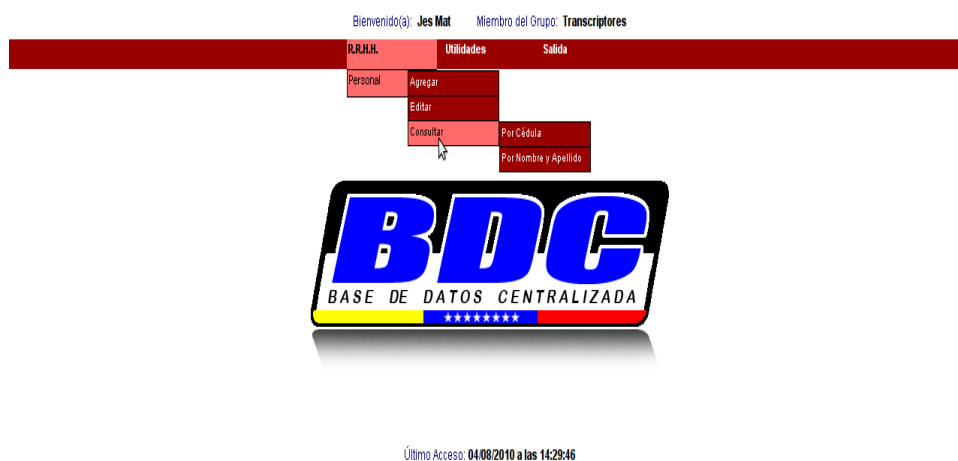 Bienvenido(a): Jes Mat Miembro del Grupo: Transcriptores
R.R.H.H. Utilidades Salida
Personal Agregar
Editar
Consultar Por Cédula
Por Nombre y Apellido
BDC
BASE DE DATOS CENTRALIZADA
Último Acceso: 04/08/2010 a las 14:29:46